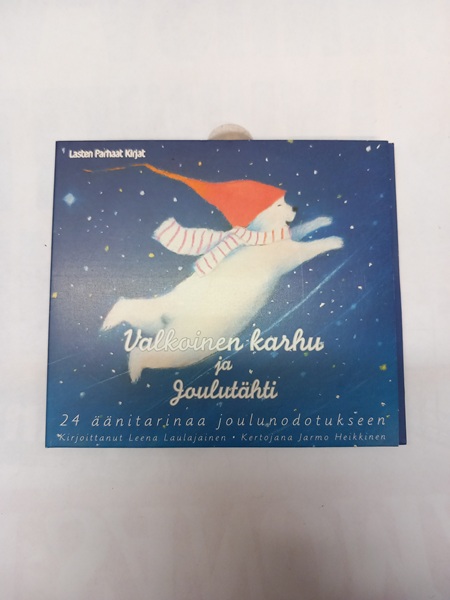 Lasten Parhaat Kirjat
Valkoinen karhu
ja
Joulutähti
24 äänitarinaa joulunodotukseen
Kirjoittanut Leena Laulajainen • Kertojana Jarmo Heikkinen